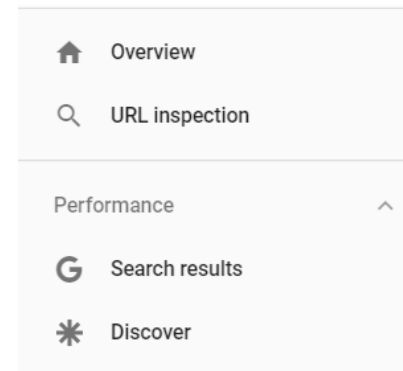 Overview
URL inspection
Performance
Search results
Discover